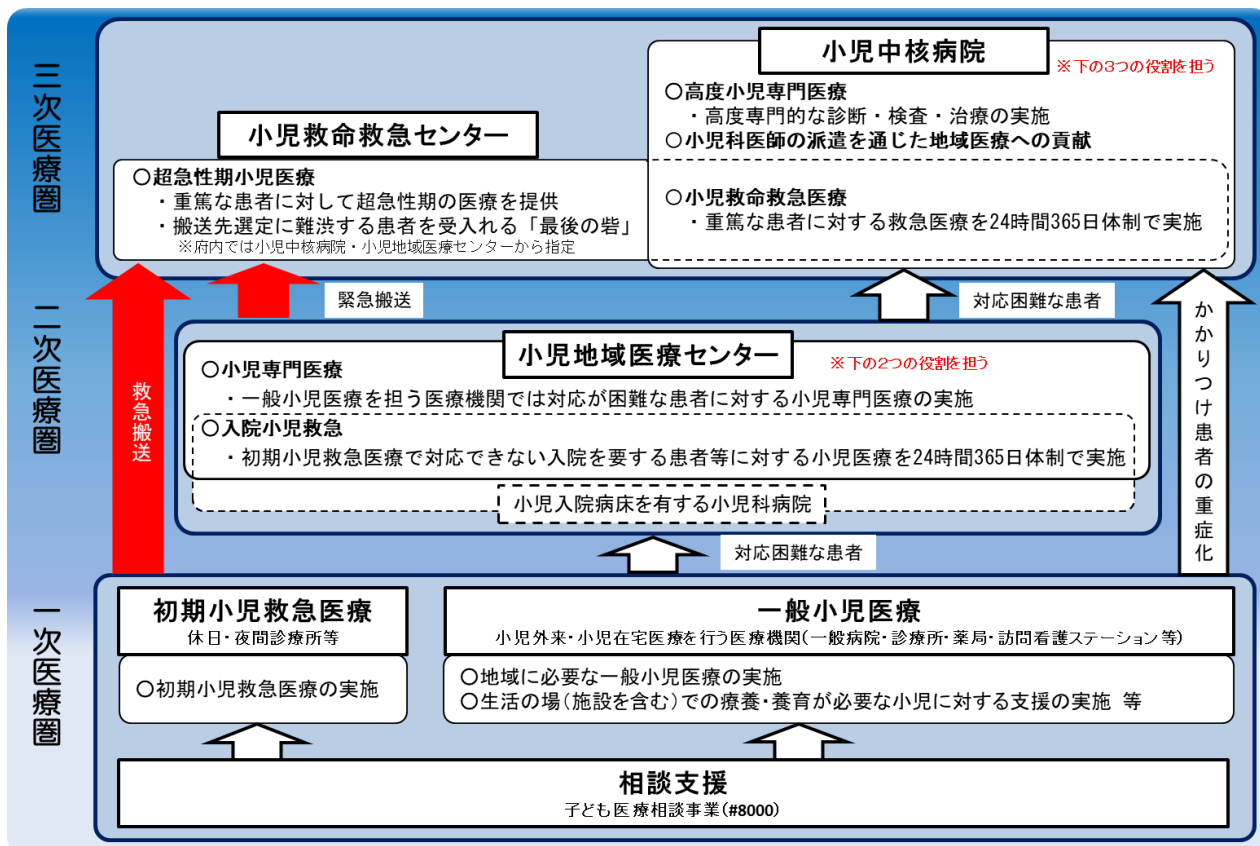 三次医療圏
小児中核病院
※下の3つの役割を担う
○高度小児専門医療
・高度専門的な診断・検査・治療の実施
○小児科医師の派遣を通じた地域医療への貢献
○小児救命救急医療
・重篤な患者に対する救急医療を24時間365日体制で実施
小児救命救急センター
○超急性期小児医療
・重篤な患者に対して超急性期の医療を提供
・搬送先選定に難渋する患者を受入れる「最後の砦」
※府内では小児中核病院・小児地域医療センターから指定
緊急搬送
対応困難な患者
かかりつけ患者の重症化
救急搬送
二次医療圏
小児地域医療センター
※下の2つの役割を担う
○小児専門医療
・一般小児医療を担う医療機関では対応が困難な患者に対する小児専門医療の実施
○入院小児救急
・初期小児救急医療で対応できない入院を要する患者等に対する小児医療を24時間365日体制で実施
小児入院病床を有する小児科病院
対応困難な患者
一次医療圏
初期小児救急医療
休日・夜間診療所等
○初期小児救急医療の実施
一般小児医療
小児外来・小児在宅医療を行う医療機関(一般病院・診療所・薬局・訪問看護ステーション等)
○地域に必要な一般小児医療の実施
○生活の場(施設を含む)での療養・養育が必要な小児に対する支援の実施 等
相談支援
子ども医療相談事業(#8000)